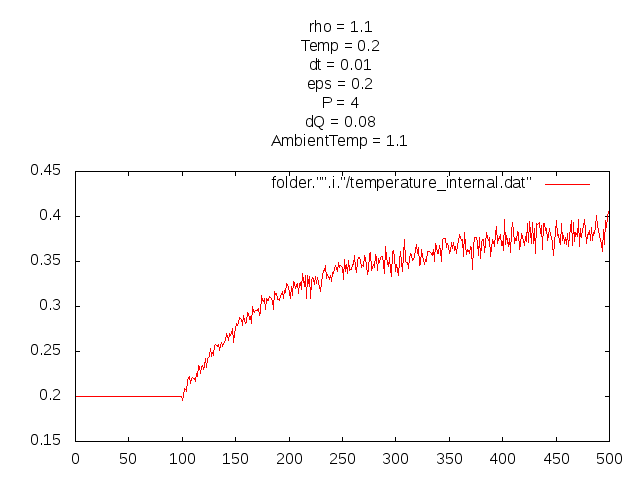 rho = 1.1
Temp = 0.2
dt = 0.01
eps = 0.2
P = 4
dQ = 0.08
AmbientTemp = 1.1
folder."".i."/temperature_internal.dat"
0.45
0.4
0.35
0.3
0.25
0.2
0.15
0 50 100 150 200 250 300 350 400 450 500